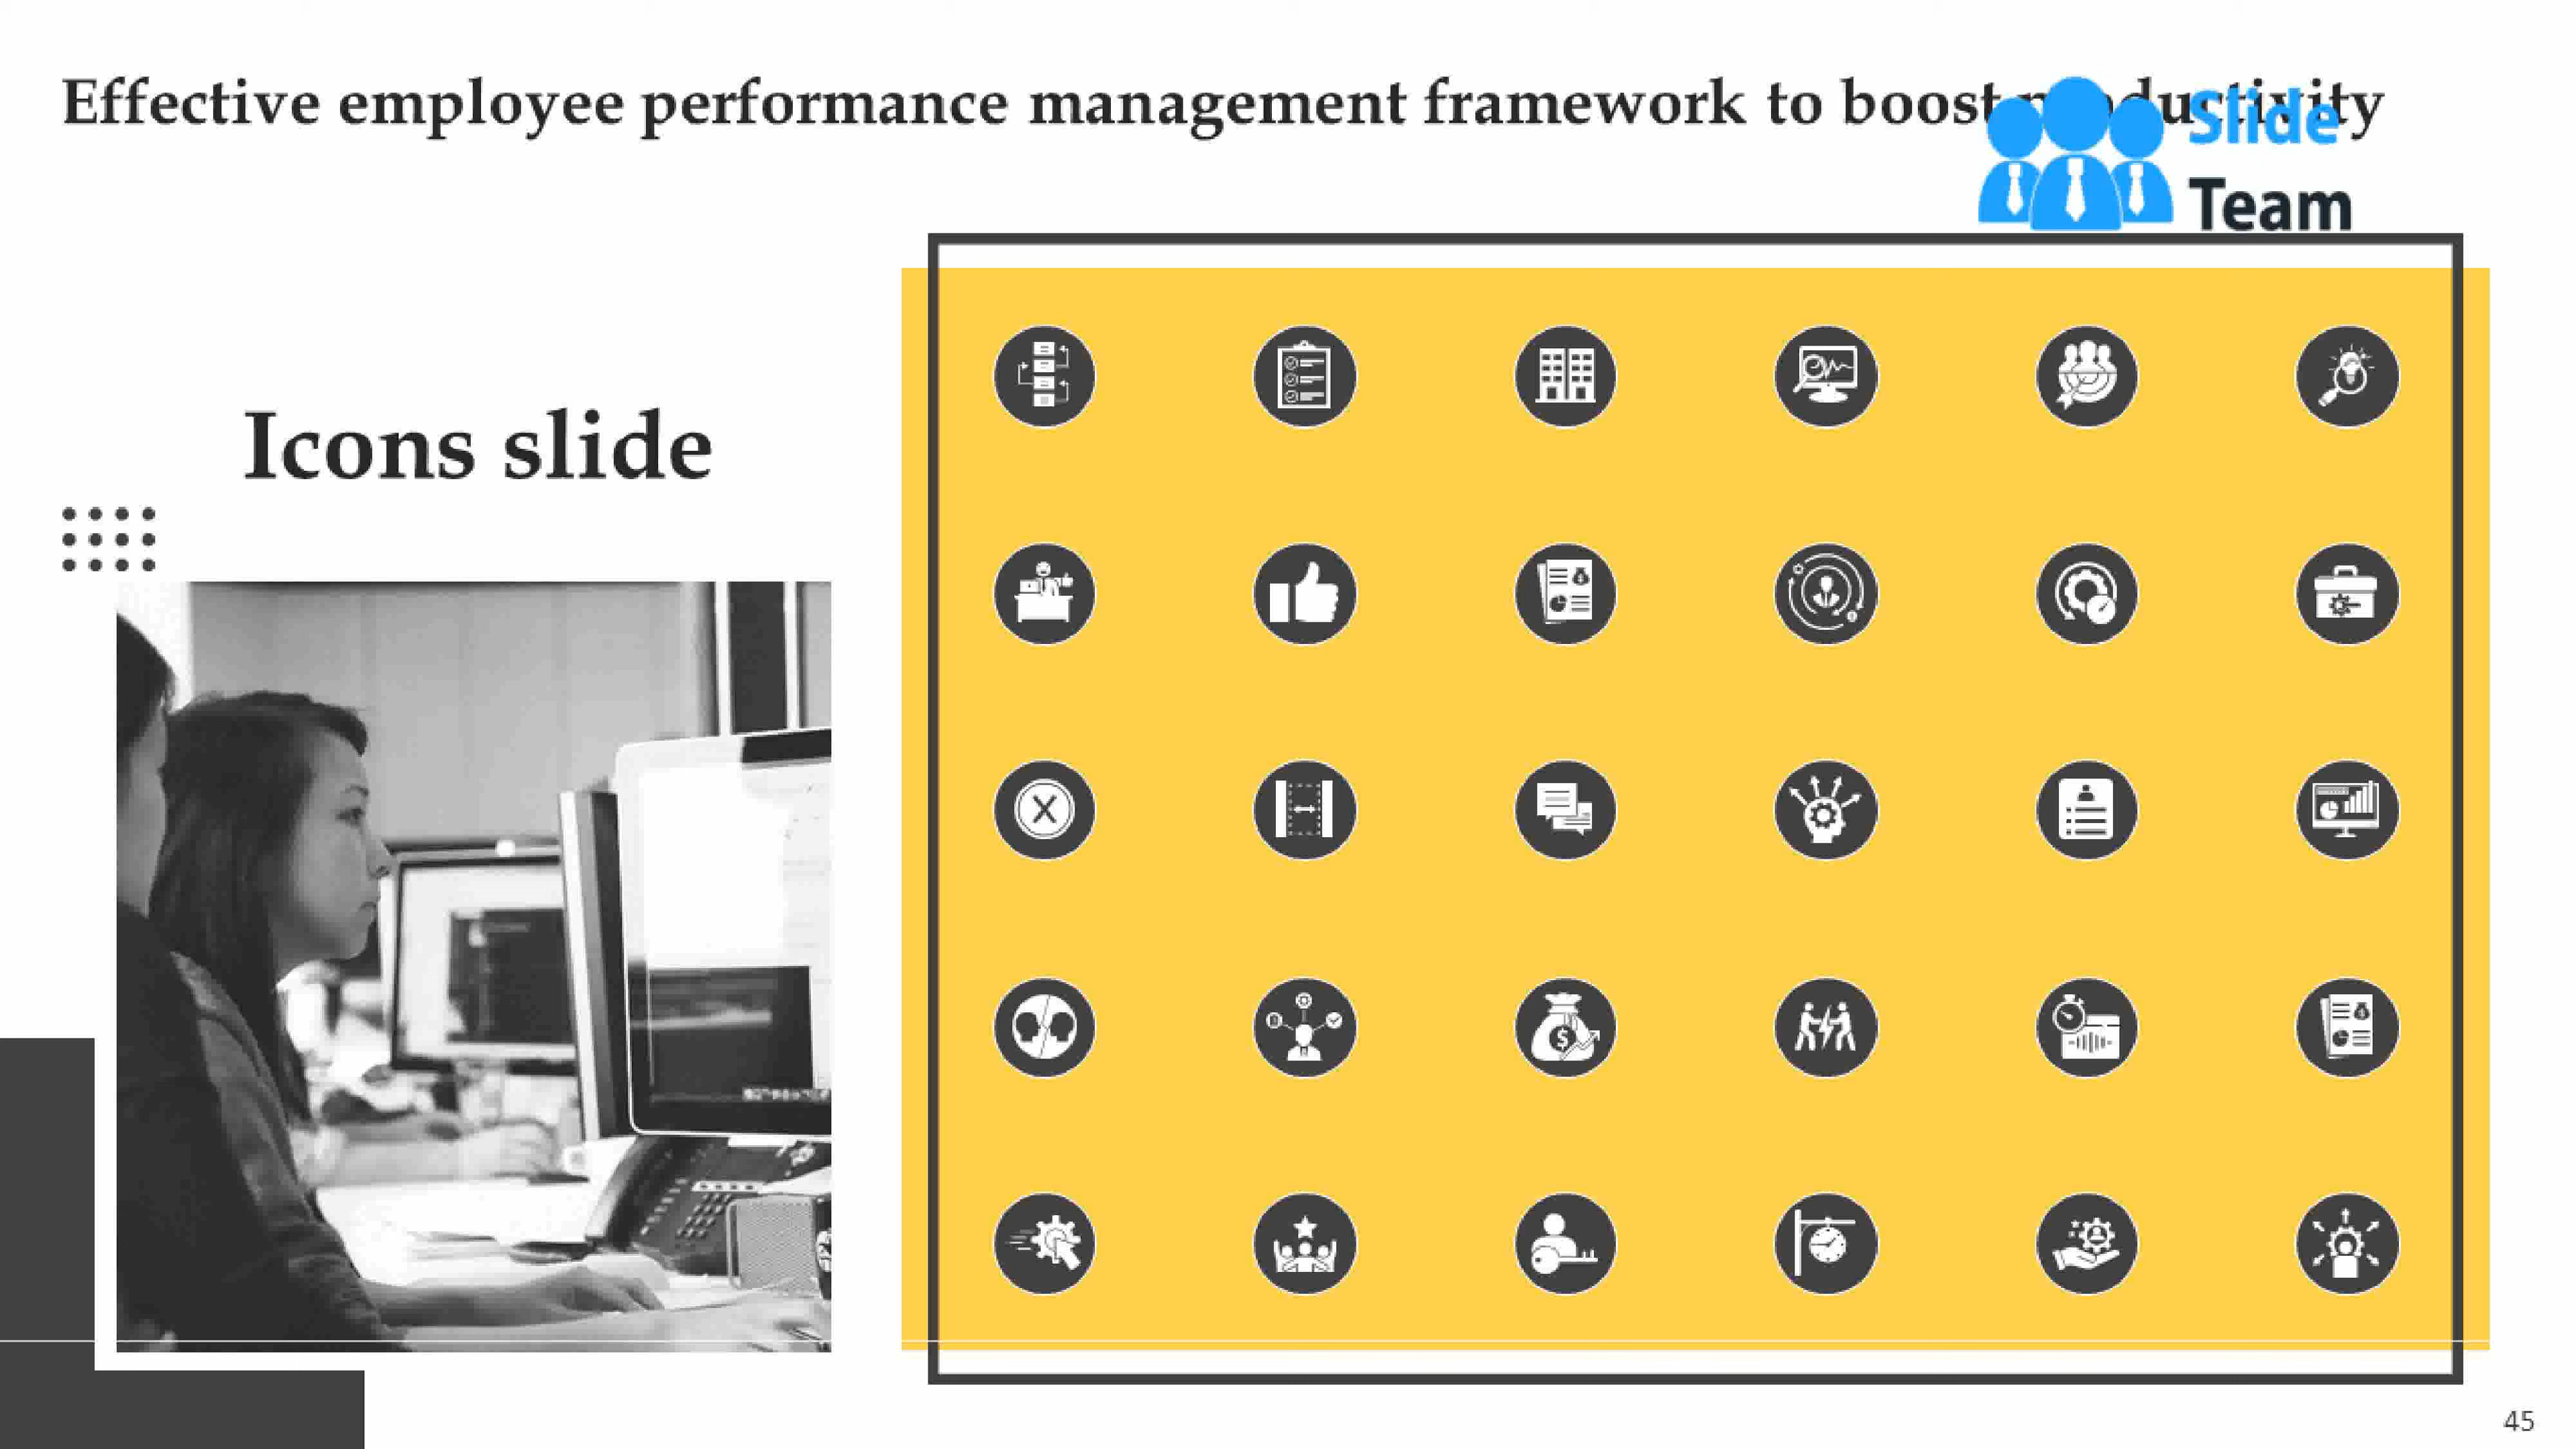 Effective employee performance management framework to boost productivity
Slide
Team
Icons slide
45